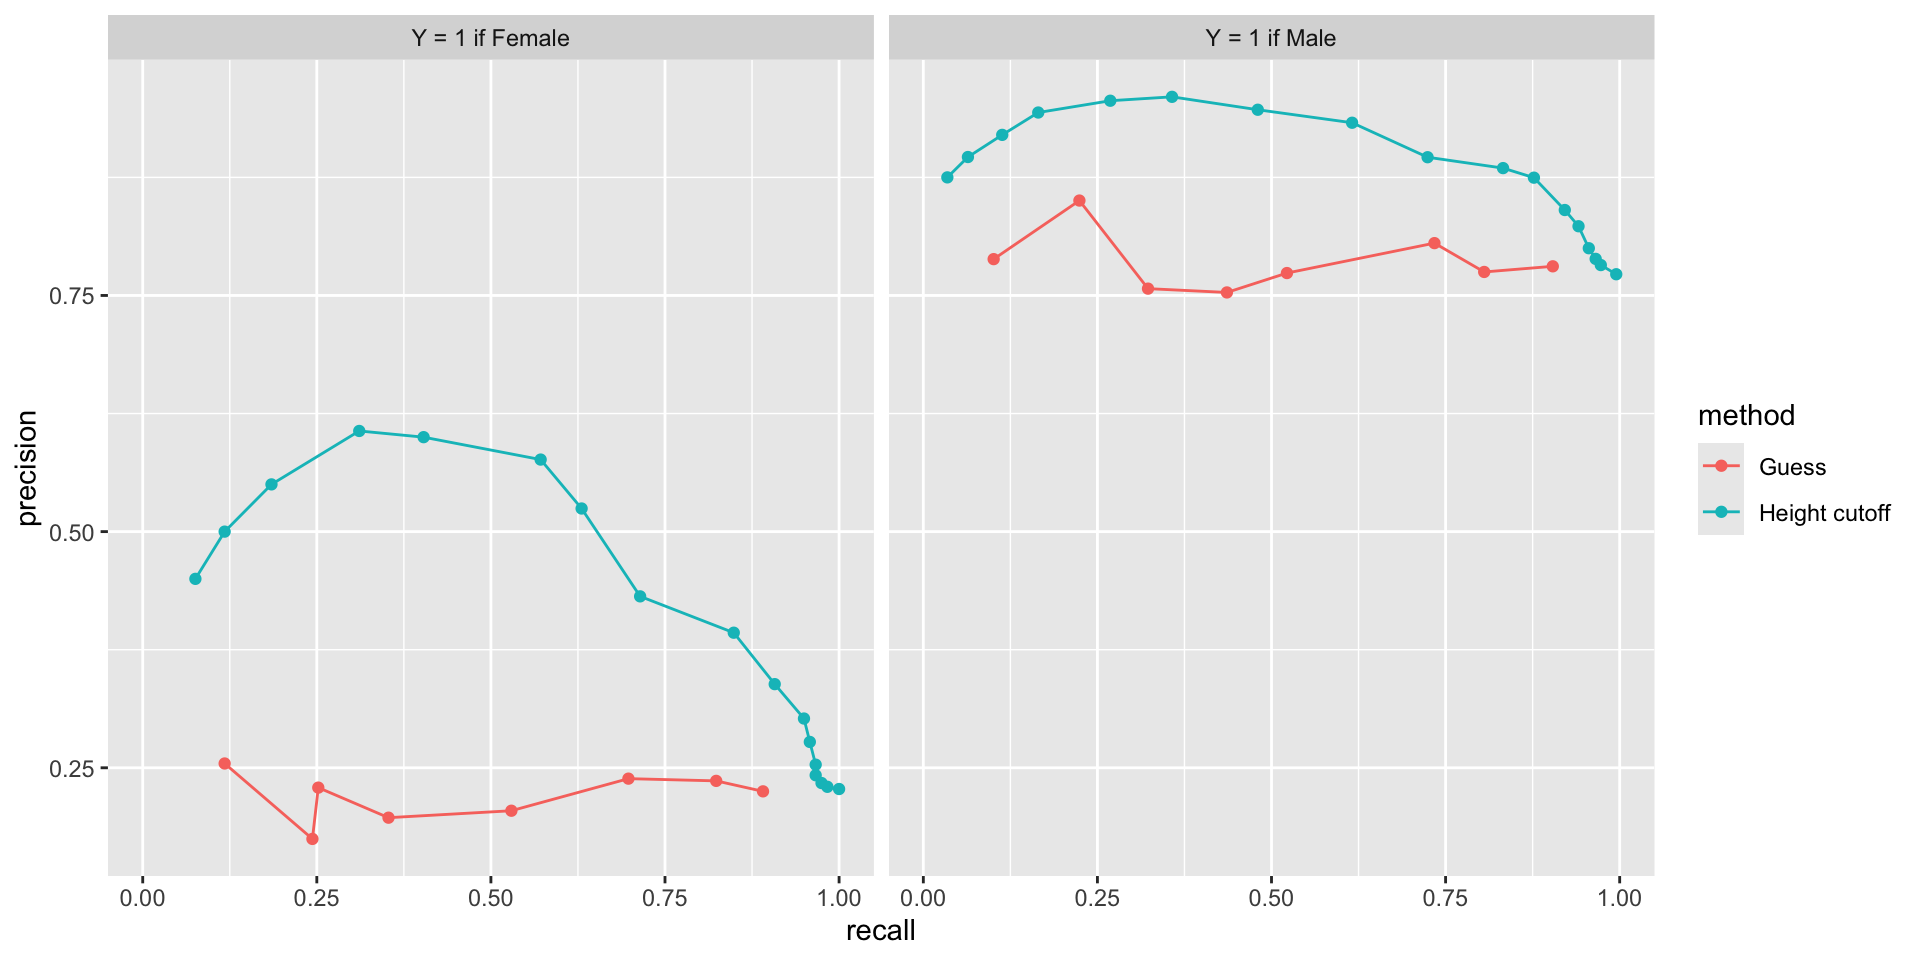 Y = 1 if Female
Y = 1 if Male
precision
0.75
0.50
0.25
0.00 0.25 0.50 0.75 1.00
0.00 0.25 0.50 0.75 1.00
recall
method
Guess
Height cutoff